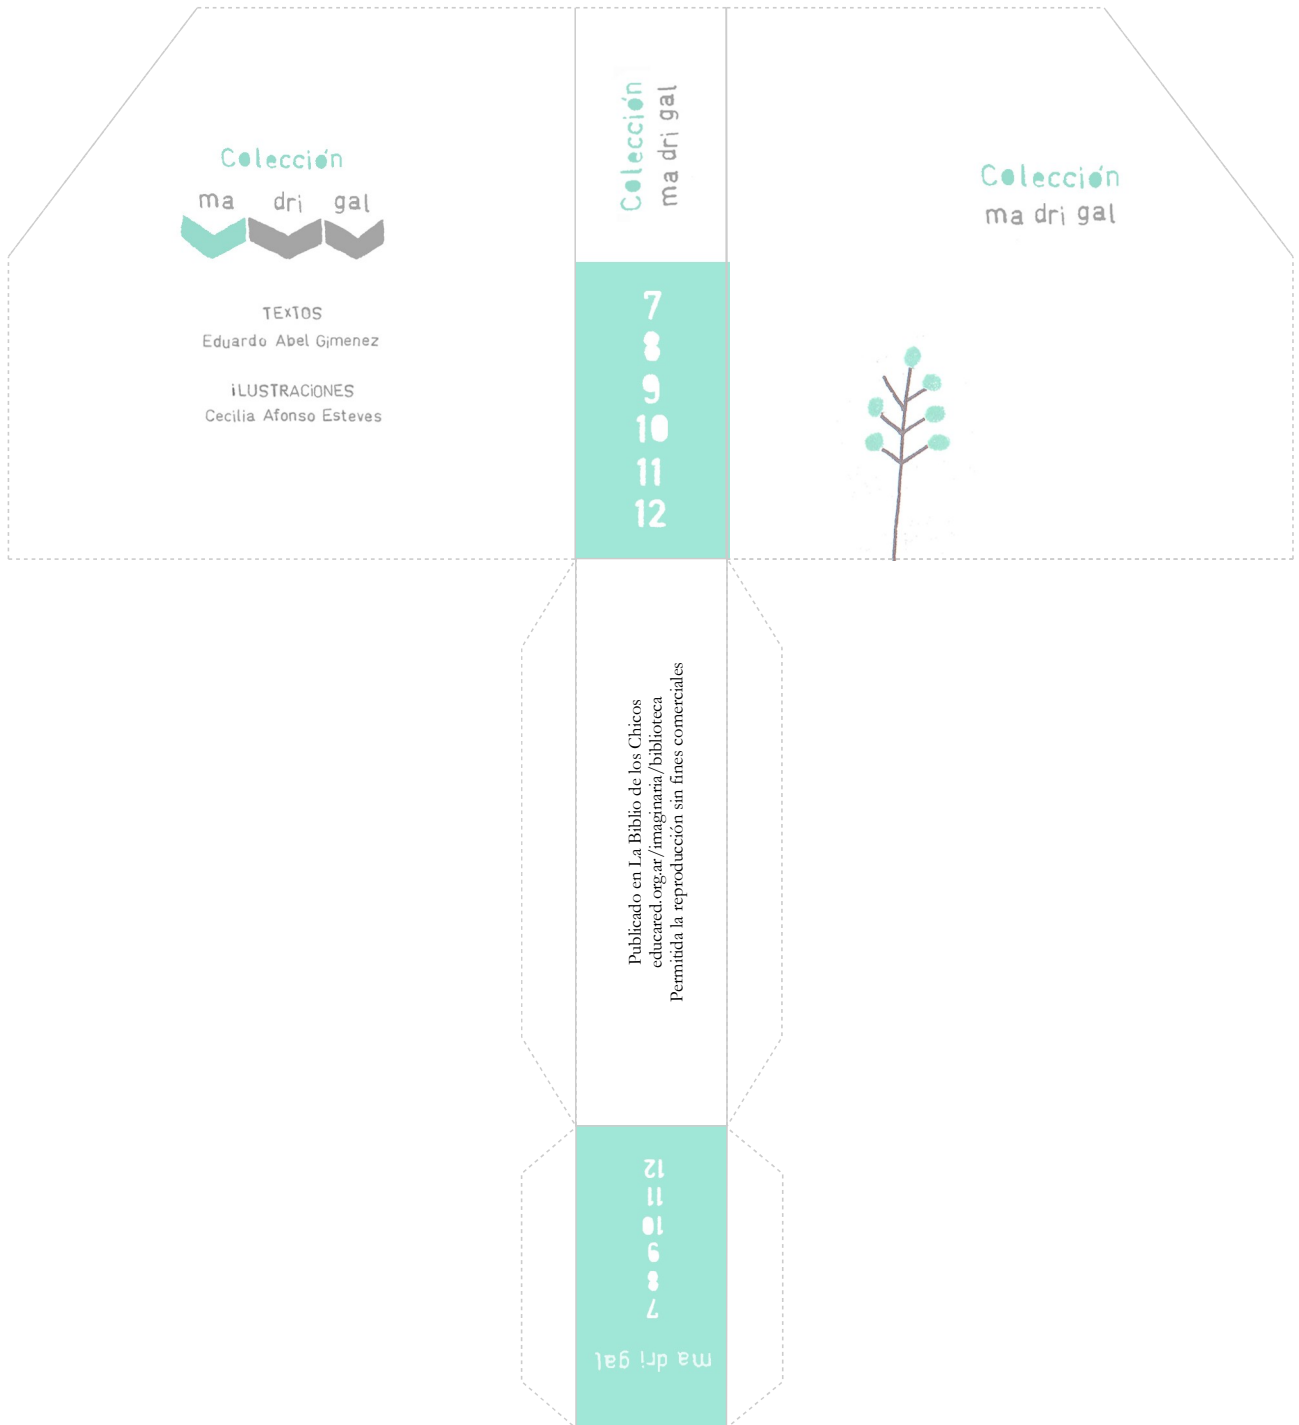 Colección
ma dri gal
TEXTOS
Eduardo Abel Gimenez
iLUSTRACiONES
Cecilia Afonso Esteves
Colección
ma dri gal
7
8
9
10
11
12
Colección
ma dri gal
Publicado en La Biblio de los Chicos
educared.org.ar/imaginaria/biblioteca
Permitida la reproducción sin fines comerciales
ma dri gal
7
8
9
10
11
12